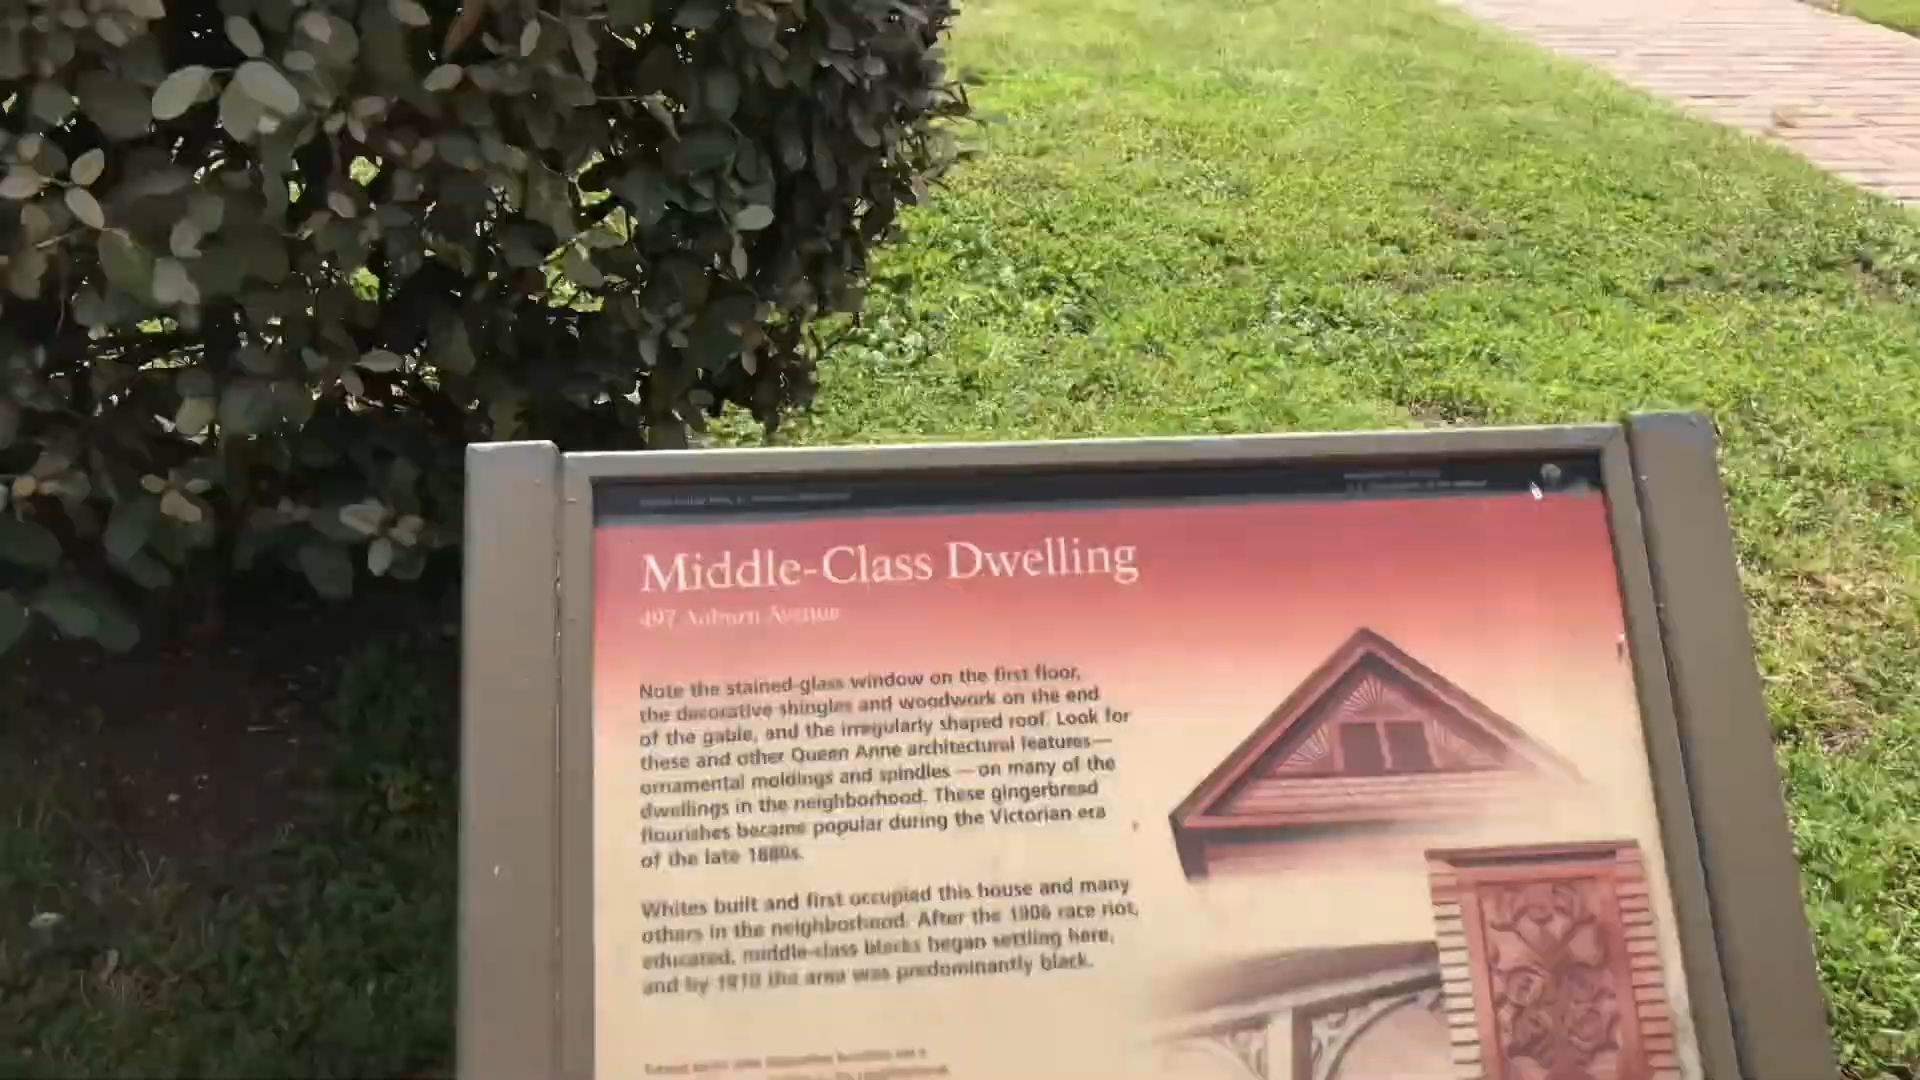 Middle-Class Dwelling
497 Auburn Avenue
Note the stained-glass window on the first floor,
the decorative shingles and woodwork on the end
of the gable, and the irregularly shaped roof. Look for
these and other Queen Anne architectural features—
ornamental moldings and spindles — on many of the
dwellings in the neighborhood. These gingerbread
flourishes became popular during the Victorian era
of the late 1880s.
Whites built and first occupied this house and many
others in the neighborhood. After the 1906 race riot,
educated, middle-class blacks began settling here,
and by 1910 the area was predominantly black.